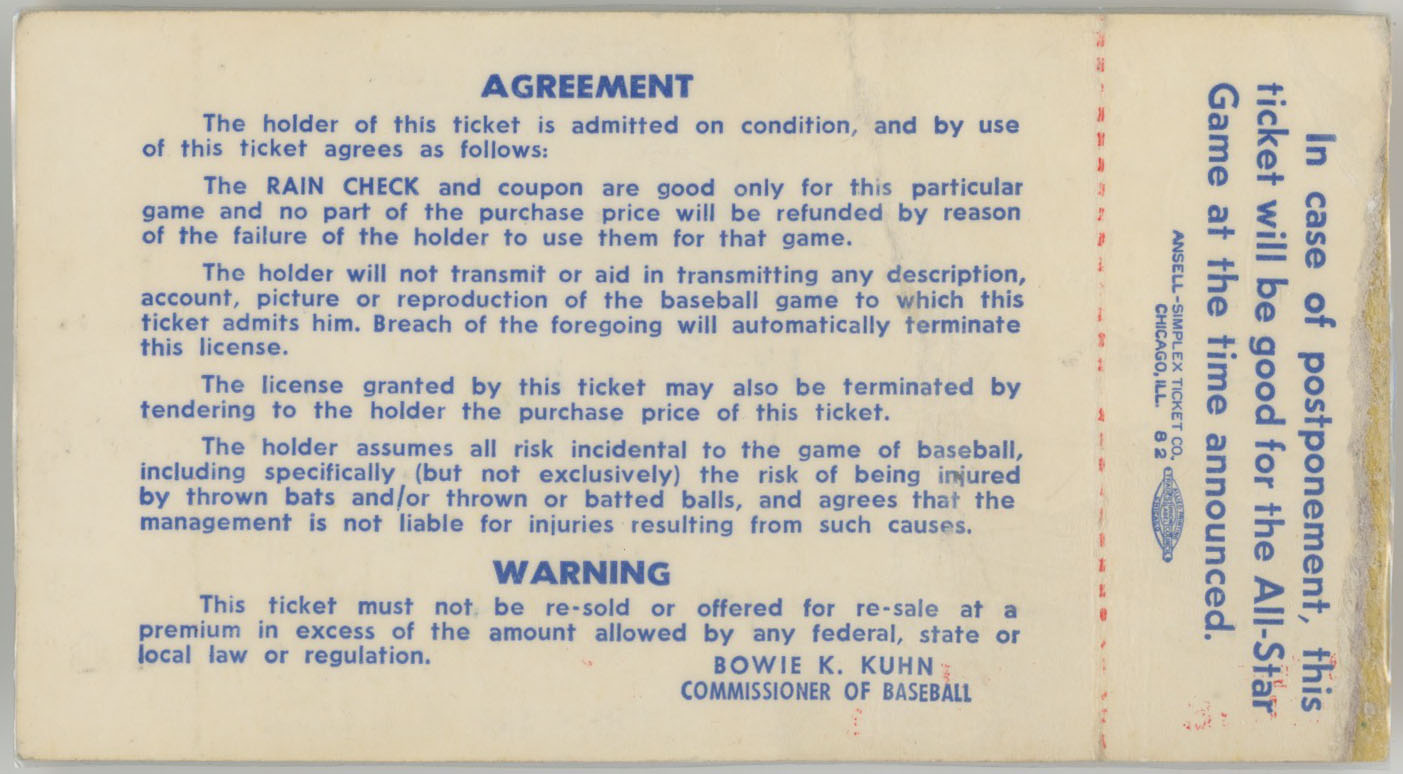 AGREEMENT
The holder of this ticket is admitted on condition, and by use
of this ticket agrees as follows:
The RAIN CHECK and coupon are good only for this particular
game and no part of the purchase price will be refunded by reason
of the failure of the holder to use them for that game.
The holder will not transmit or aid in transmitting any description,
account, picture or reproduction of the baseball game to which this
ticket admits him. Breach of the foregoing will automatically terminate
this license.
The license granted by this ticket may also be terminated by
tendering to the holder the purchase price of this ticket.
The holder assumes all risk incidental to the game of baseball,
including specifically (but not exclusively) the risk of being injured
by thrown bats and/or thrown or batted balls, and agrees that the
management is not liable for injuries resulting from such causes.
WARNING
This ticket must not be re-sold or offered for re-sale at a
premium in excess of the amount allowed by any federal, state or
local law or regulation.
BOWIE K. KUHN
COMMISSIONER OF BASEBALL
In case of postponement, this
ticket will be good for the All-Star
Game at the time announced.
ANSELL-SIMPLEX TICKET CO.,
CHICAGO, ILL. 82